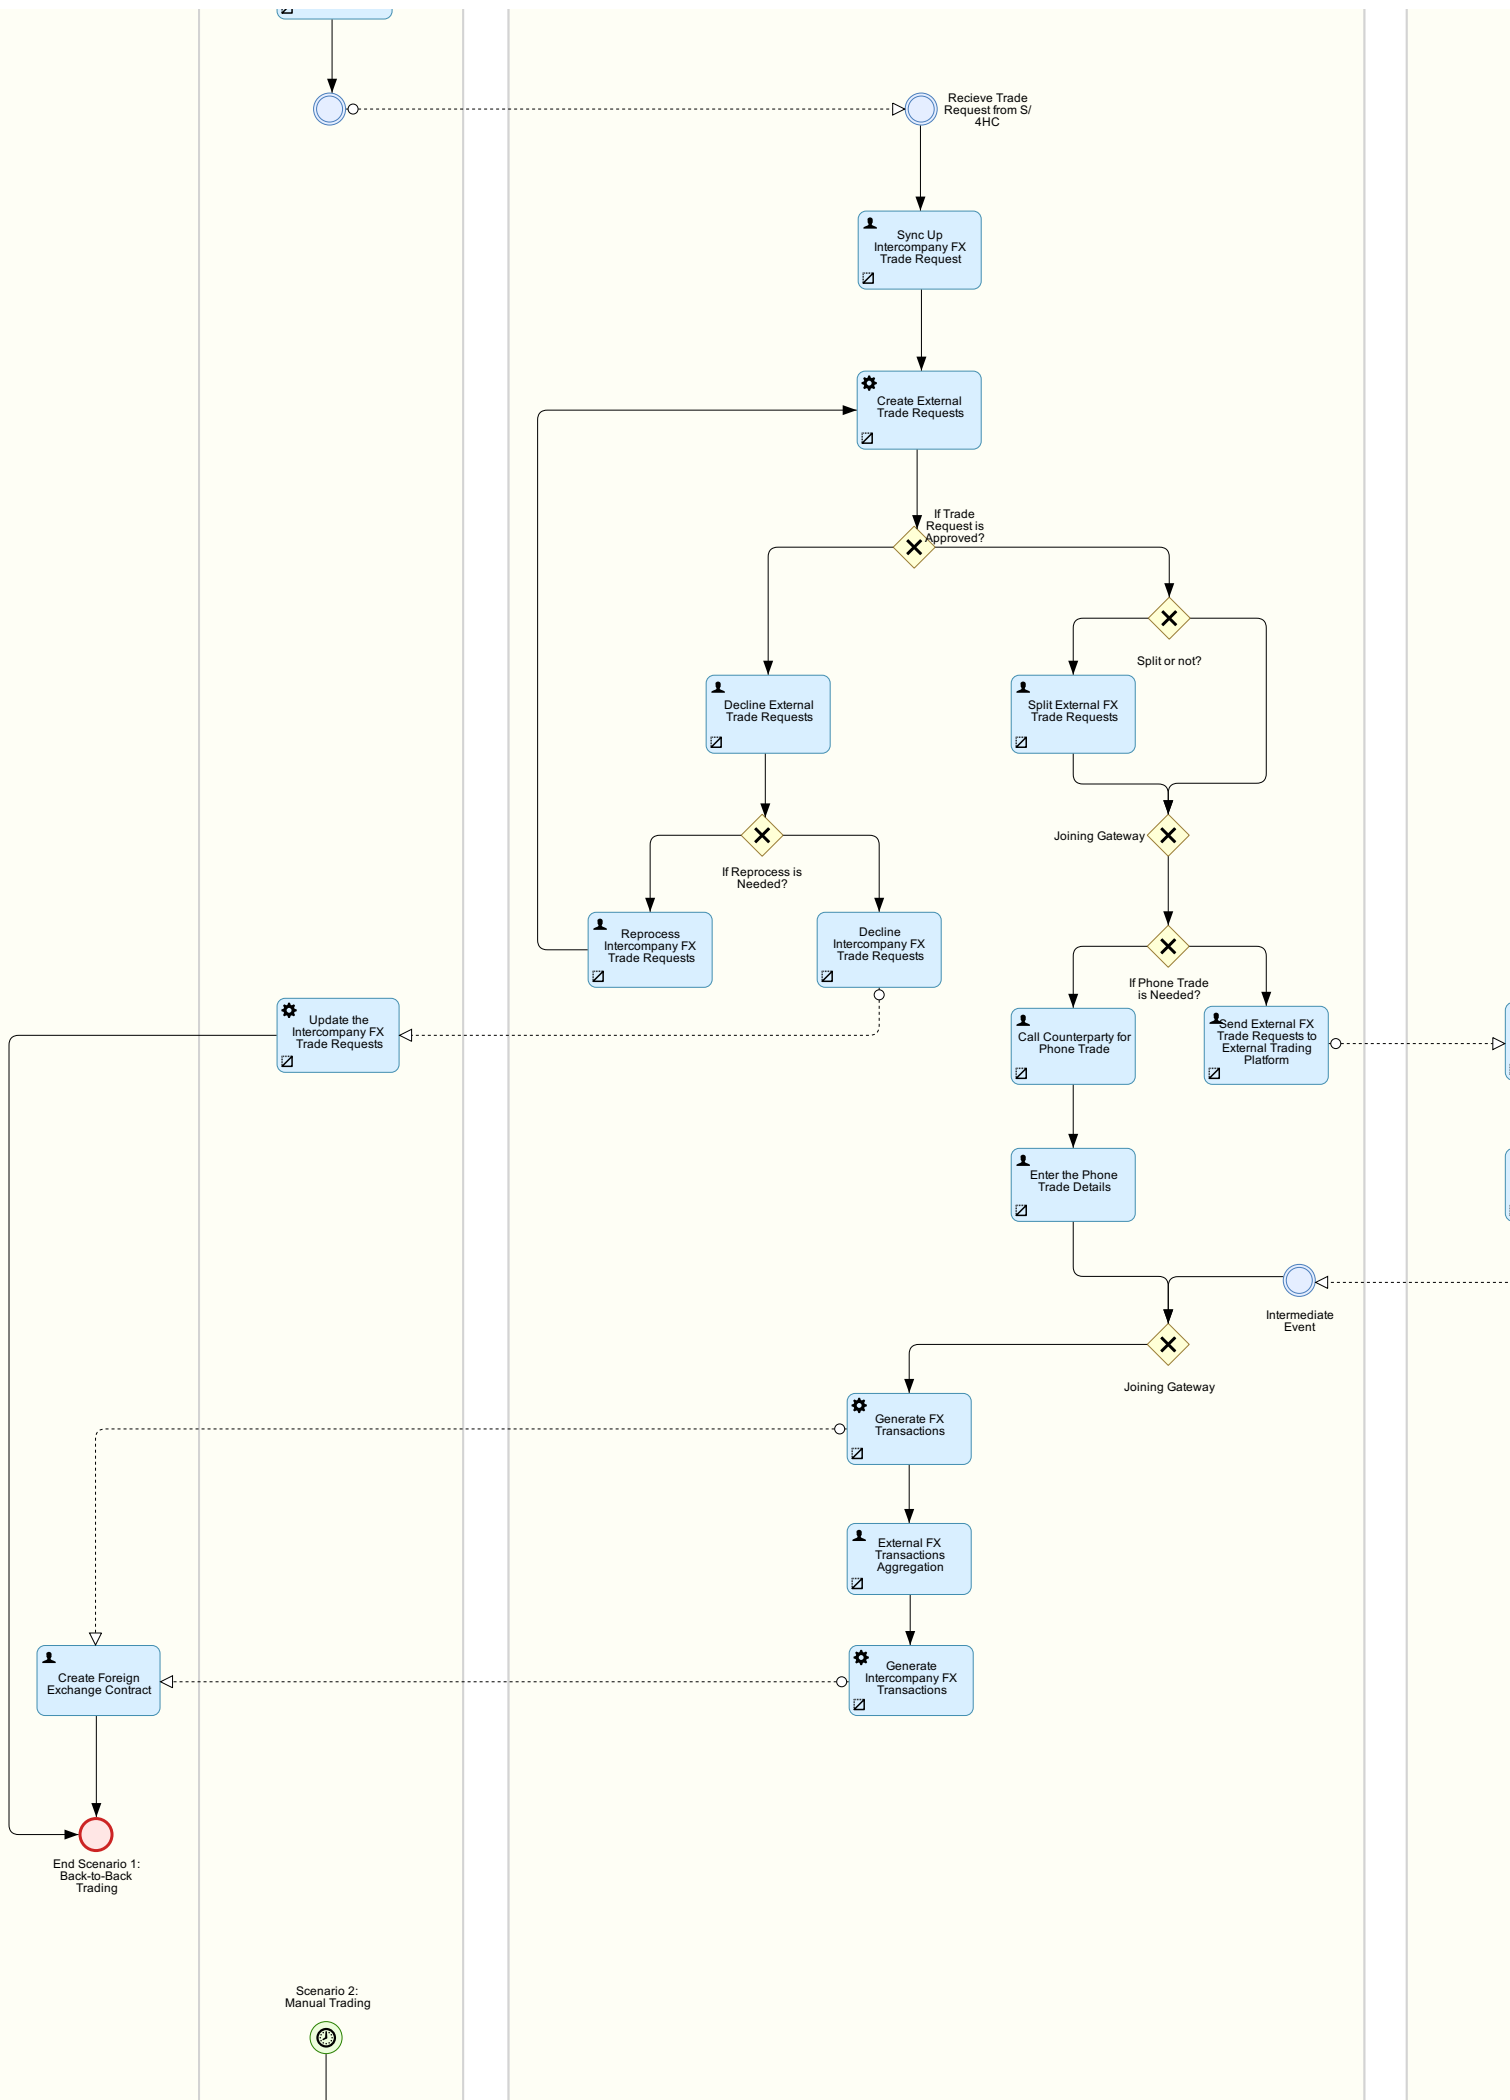 Recieve Trade
Request from S/
4HC
Sync Up
Intercompany FX
Trade Request
Create External
Trade Requests
If Trade
Request is
Approved?
Split or not?
Decline External
Trade Requests
Split External FX
Trade Requests
Joining Gateway
If Reprocess is
Needed?
Reprocess
Intercompany FX
Trade Requests
Decline
Intercompany FX
Trade Requests
If Phone Trade
is Needed?
Update the
Intercompany FX
Trade Requests
Call Counterparty for
Phone Trade
Send External FX
Trade Requests to
External Trading
Platform
Enter the Phone
Trade Details
Intermediate
Event
Joining Gateway
Generate FX
Transactions
External FX
Transactions
Aggregation
Create Foreign
Exchange Contract
Generate
Intercompany FX
Transactions
End Scenario 1:
Back-to-Back
Trading
Scenario 2:
Manual Trading